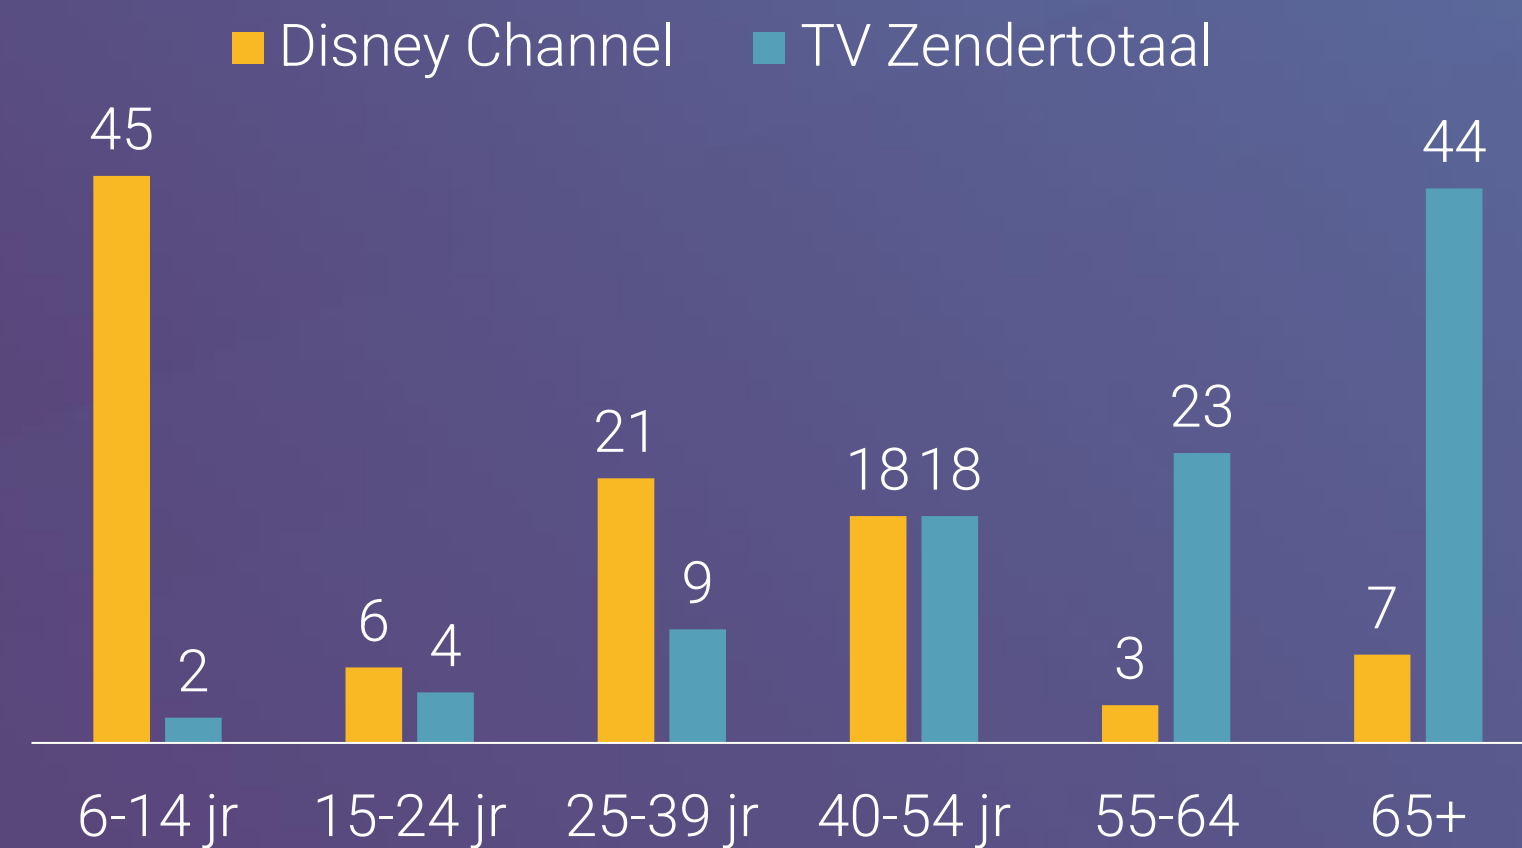 Disney Channel TV Zendertotaal
45 2 6 4 21 9 18 18 3 23 7 44
6-14 jr 15-24 jr 25-39 jr 40-54 jr 55-64 65+